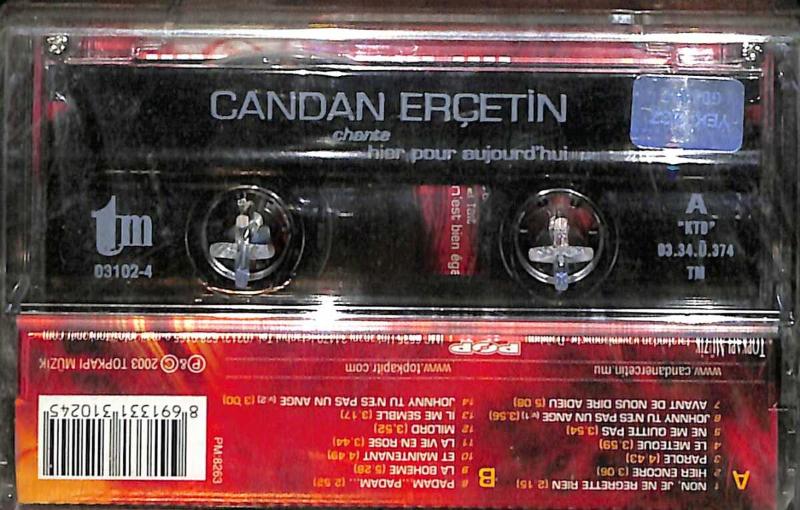 CANDAN ERÇETİN
chante
hier pour aujourd'hui
tm
03102-4
A
"KTB"
03.34.Ü.374
TM
n'est bien éga
POP
www.candanercetin.mu
www.topkapitr.com
P & C 2003 TOPKAPI MÜZİK
A
1 NON, JE NE REGRETTE RIEN (2.15)
2 HIER ENCORE (3.06)
3 PAROLE (4.43)
4 LE METEQUE (3.59)
5 NE ME QUITTE PAS (3.54)
6 JOHNNY TU N'ES PAS UN ANGE (v.1) (3.56)
7 AVANT DE NOUS DIRE ADIEU (5.08)
B
8 PADAM...PADAM... (2.52)
9 LA BOHEME (5.28)
10 ET MAINTENANT (4.49)
11 LA VIE EN ROSE (3.44)
12 MILORD (3.52)
13 IL ME SEMBLE (3.17)
14 JOHNNY TU N'ES PAS UN ANGE (v.2) (3.00)
PM:8263
8 691331 310245